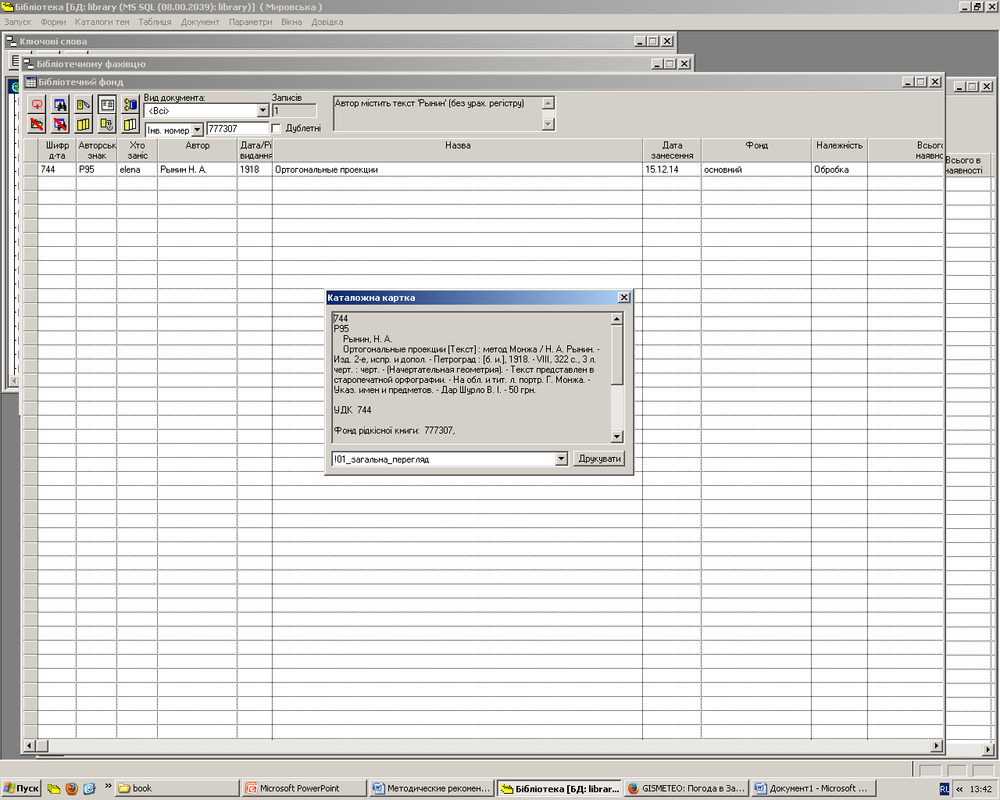 Бібліотека [БД: library (MS SQL (08.00.2039): library)] ( Мировська )
Запуск Форми Каталоги тем Таблиця Документ Параметри Вікна Довідка
Ключові слова
Бібліотечному фахівцю
Бібліотечний фонд
Вид документа:
<Всі>
Записів
1
Автор містить текст 'Рынин' (без урах. регістру)
Інв. номер 777307 Дублетні
Шифр д-та
Авторськ знак
Хто заніс
Автор
Дата/Рі видання
Назва
Дата занесення
Фонд
Належність
Всього наявно
Всього в наявності
744 Р95 elena Рынин Н. А. 1918 Ортогональные проекции 15.12.14 основний Обробка
Каталожна картка
744
Р95
Рынин, Н. А.
Ортогональные проекции [Текст] : метод Монжа / Н. А. Рынин. -
Изд. 2-е, испр. и допол. - Петроград : [б. и.], 1918. - VIII, 322 с., 3 л.
черт. : черт. - (Начертательная геометрия). - Текст представлен в
старопечатной орфографии. - На обл. и тит. л. портр. Г. Монжа. -
Указ. имен и предметов. - Дар Шурло В. І. - 50 грн.
УДК 744
Фонд рідкісної книги: 777307,
!01_загальна_перегляд
Друкувати
Пуск
book
Microsoft PowerPoint
Методические рекомен...
Бібліотека [БД: librar...
GISMETEO: Погода в За...
Документ1 - Microsoft ...
RU
13:42